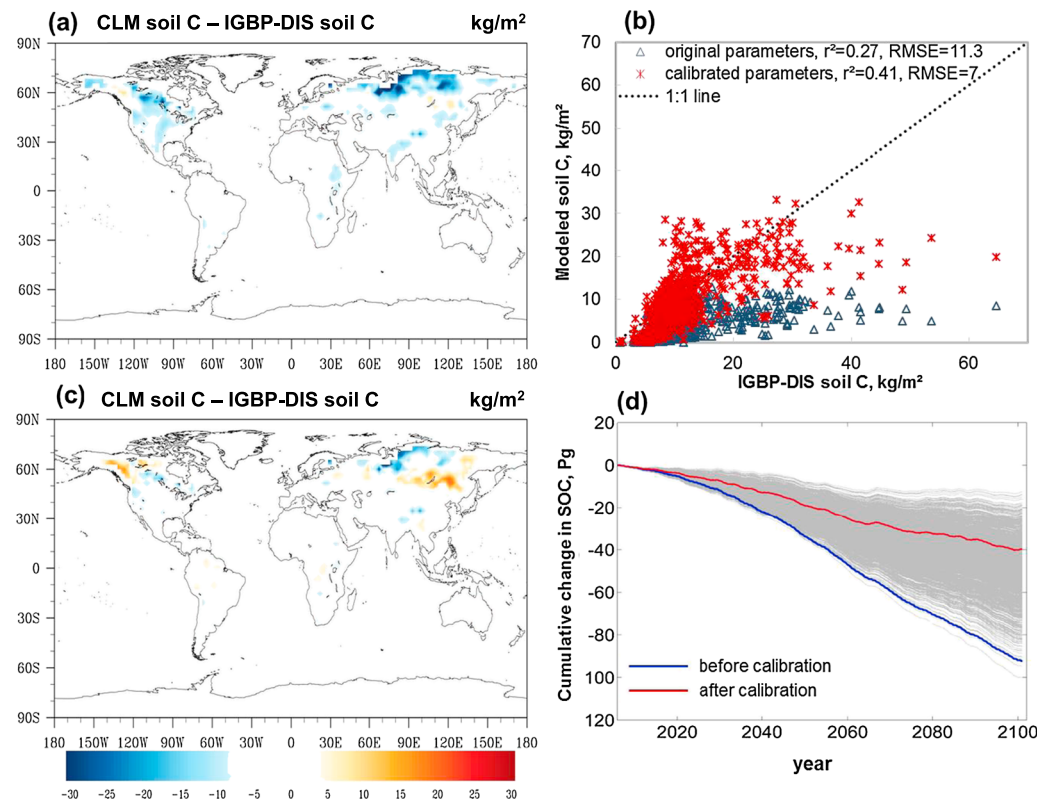 (a) CLM soil C – IGBP-DIS soil C kg/m²
90N
60N
30N
0
30S
60S
90S
180 150W 120W 90W 60W 30W 0 30E 60E 90E 120E 150E 180
(b)
70
60
50
40
30
20
10
0
Modeled soil C, kg/m²
original parameters, r²=0.27, RMSE=11.3
calibrated parameters, r²=0.41, RMSE=7
1:1 line
20 40 60
IGBP-DIS soil C, kg/m²
(c) CLM soil C – IGBP-DIS soil C kg/m²
90N
60N
30N
0
30S
60S
90S
180 150W 120W 90W 60W 30W 0 30E 60E 90E 120E 150E 180
-30 -25 -20 -15 -10 -5 0 5 10 15 20 25 30
(d)
20
0
-20
-40
-60
-80
100
120
Cumulative change in SOC, Pg
before calibration
after calibration
2020 2040 2060 2080 2100
year